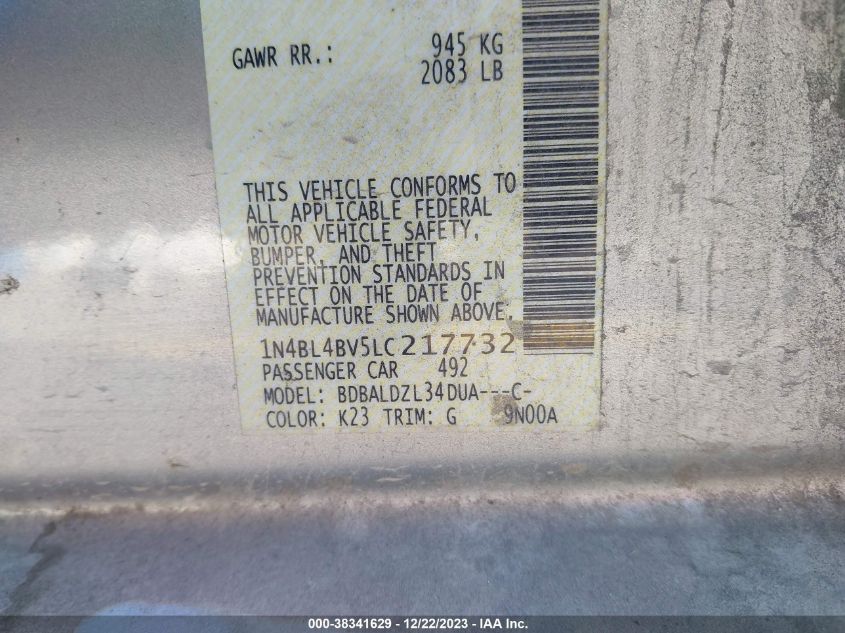 GAWR RR.: 945 KG
2083 LB
THIS VEHICLE CONFORMS TO
ALL APPLICABLE FEDERAL
MOTOR VEHICLE SAFETY,
BUMPER, AND THEFT
PREVENTION STANDARDS IN
EFFECT ON THE DATE OF
MANUFACTURE SHOWN ABOVE.
1N4BL4BV5LC217732
PASSENGER CAR 492
MODEL: BDBALDZL34DUA---C-
COLOR: K23 TRIM: G 9N00A
000-38341629 - 12/22/2023 - IAA Inc.